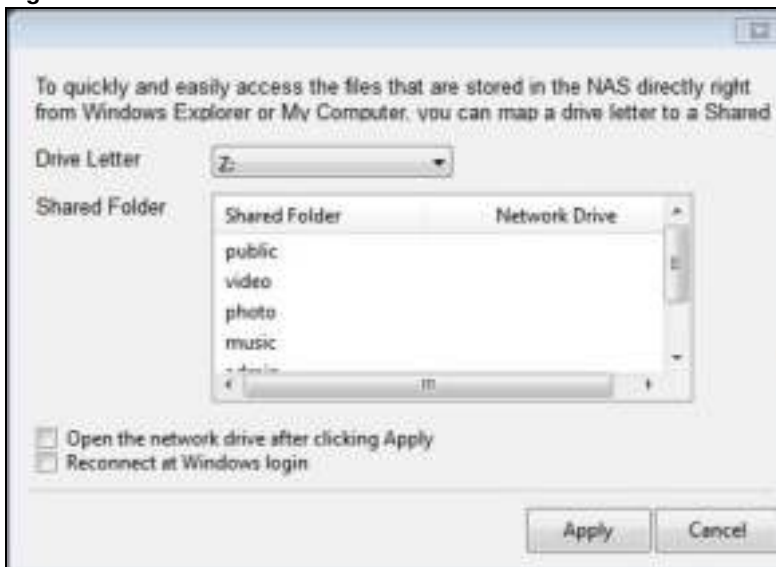 To quickly and easily access the files that are stored in the NAS directly right
from Windows Explorer or My Computer, you can map a drive letter to a Shared
Drive Letter
Z:
Shared Folder
Shared Folder Network Drive
public
video
photo
music
admin
Open the network drive after clicking Apply
Reconnect at Windows login
Apply Cancel